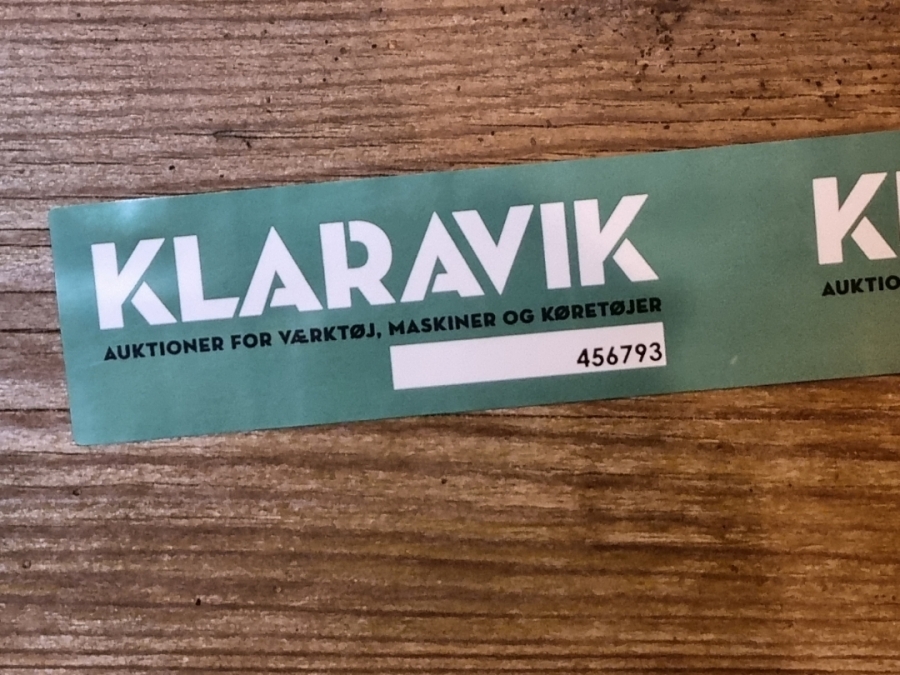 KLARAVIK
AUKTIONER FOR VÆRKTØJ, MASKINER OG KØRETØJER
456793